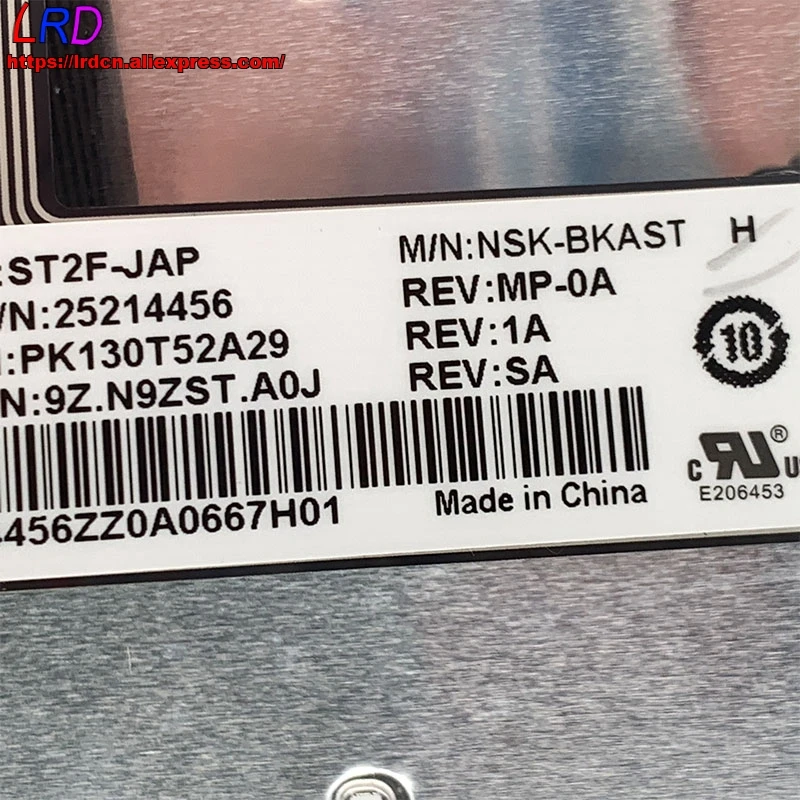 LRD
https://lrdcn.aliexpress.com/
:ST2F-JAP
/N:25214456
:PK130T52A29
N:9Z.N9ZST.A0J
M/N:NSK-BKAST H
REV:MP-0A
REV:1A
REV:SA
10
456ZZ0A0667H01
Made in China
c RU ® U
E206453